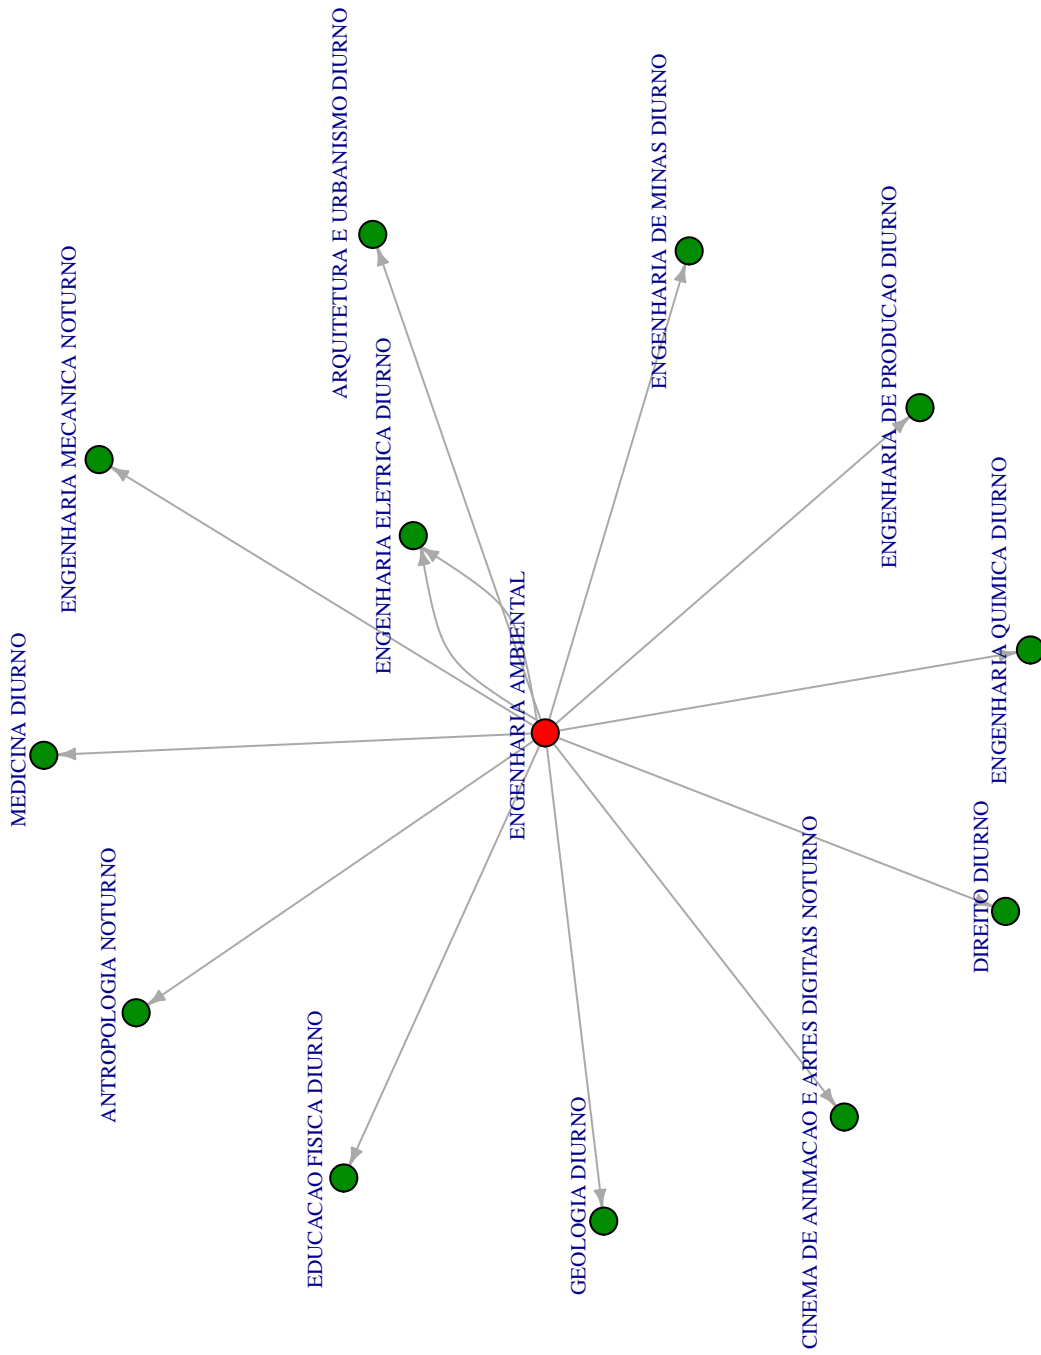 ARQUITETURA E URBANISMO DIURNO
ENGENHARIA DE MINAS DIURNO
ENGENHARIA DE PRODUCAO DIURNO
ENGENHARIA MECANICA NOTURNO
ENGENHARIA ELETRICA DIURNO
ENGENHARIA QUIMICA DIURNO
ENGENHARIA AMBIENTAL
MEDICINA DIURNO
DIREITO DIURNO
CINEMA DE ANIMACAO E ARTES DIGITAIS NOTURNO
ANTROPOLOGIA NOTURNO
EDUCACAO FISICA DIURNO
GEOLOGIA DIURNO